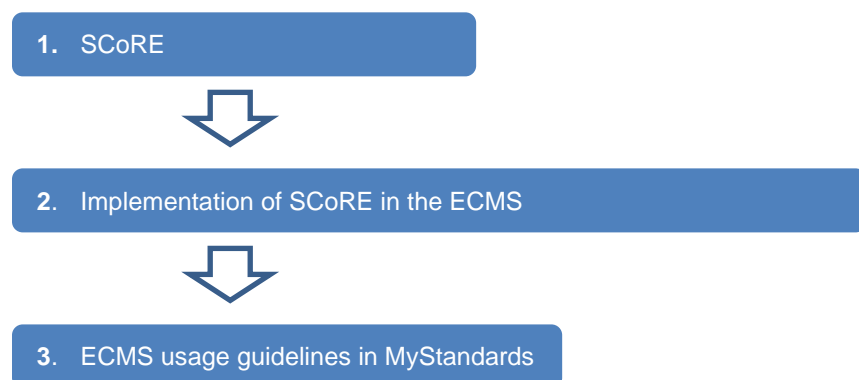 1. SCoRE
2. Implementation of SCoRE in the ECMS
3. ECMS usage guidelines in MyStandards